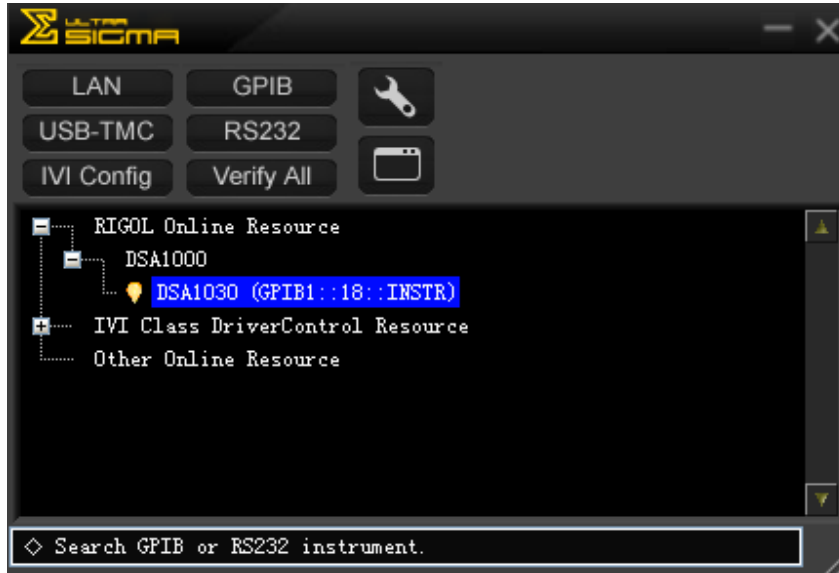 ULTRA
SIGMA
LAN GPIB
USB-TMC RS232
IVI Config Verify All
RIGOL Online Resource
DSA1000
DSA1030 (GPIB1::18::INSTR)
IVI Class DriverControl Resource
Other Online Resource
◇ Search GPIB or RS232 instrument.